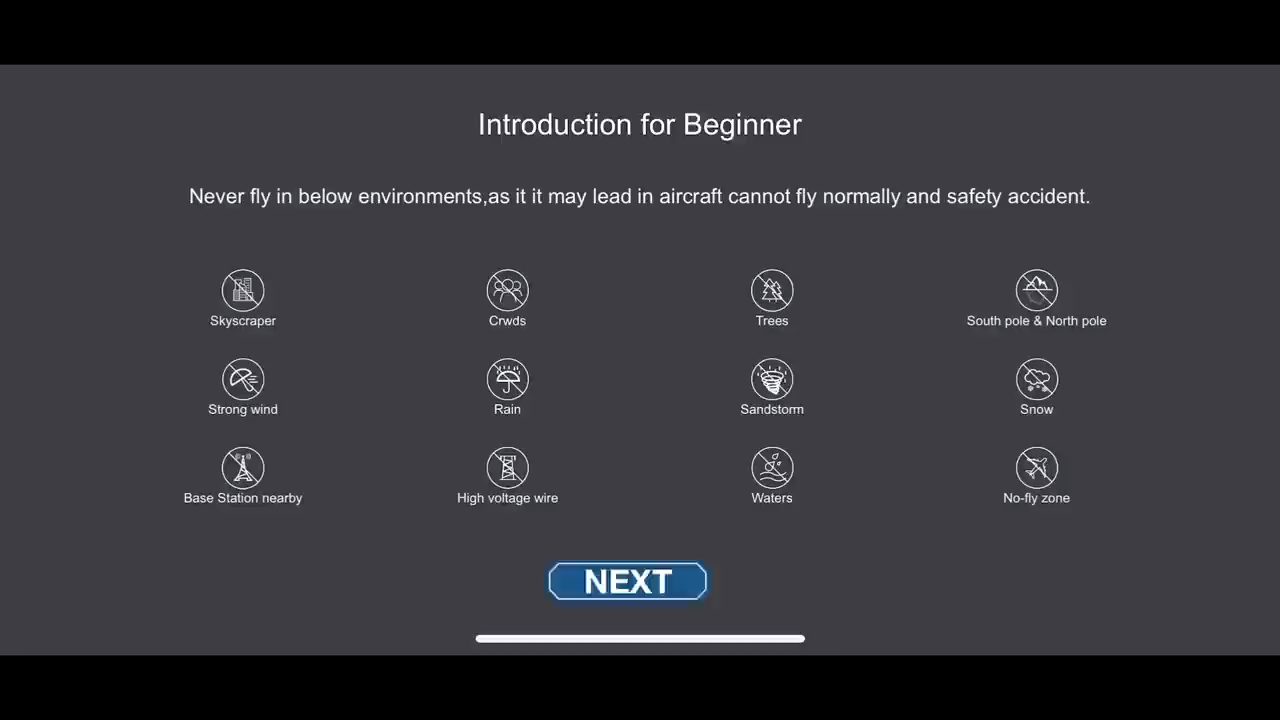 Introduction for Beginner
Never fly in below environments,as it it may lead in aircraft cannot fly normally and safety accident.
Skyscraper
Crwds
Trees
South pole & North pole
Strong wind
Rain
Sandstorm
Snow
Base Station nearby
High voltage wire
Waters
No-fly zone
NEXT